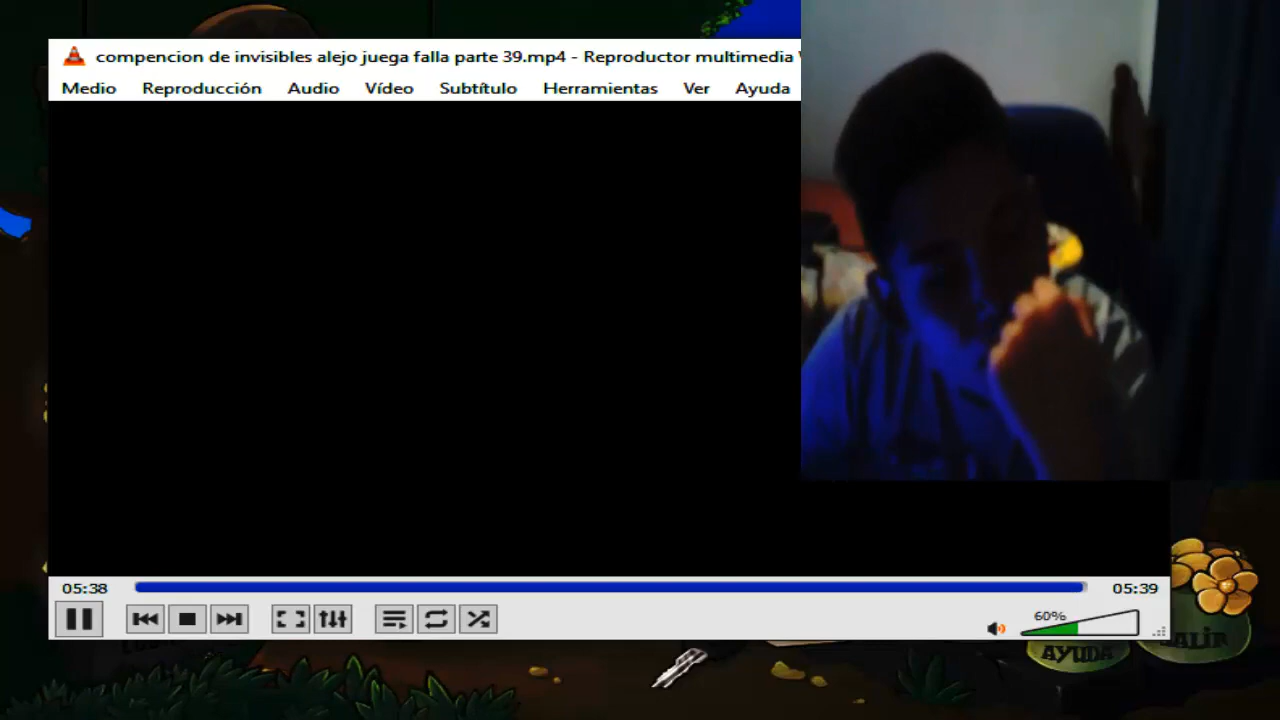 compencion de invisibles alejo juega falla parte 39.mp4 - Reproductor multimedia
Medio Reproducción Audio Vídeo Subtítulo Herramientas Ver Ayuda
05:38
05:39
60%
AYUDA
SALIR